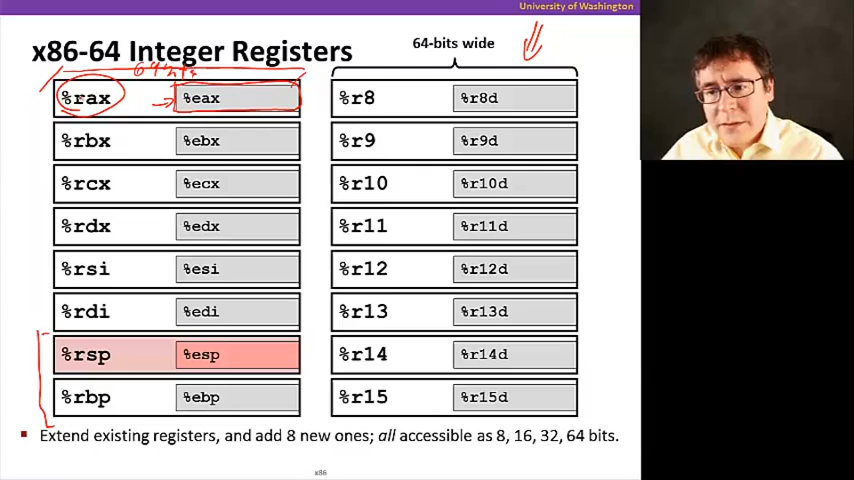 University of Washington
x86-64 Integer Registers
64-bits wide
64 bits
%rax %eax
%r8 %r8d
%rbx %ebx
%r9 %r9d
%rcx %ecx
%r10 %r10d
%rdx %edx
%r11 %r11d
%rsi %esi
%r12 %r12d
%rdi %edi
%r13 %r13d
%rsp %esp
%r14 %r14d
%rbp %ebp
%r15 %r15d
Extend existing registers, and add 8 new ones; all accessible as 8, 16, 32, 64 bits.
x86